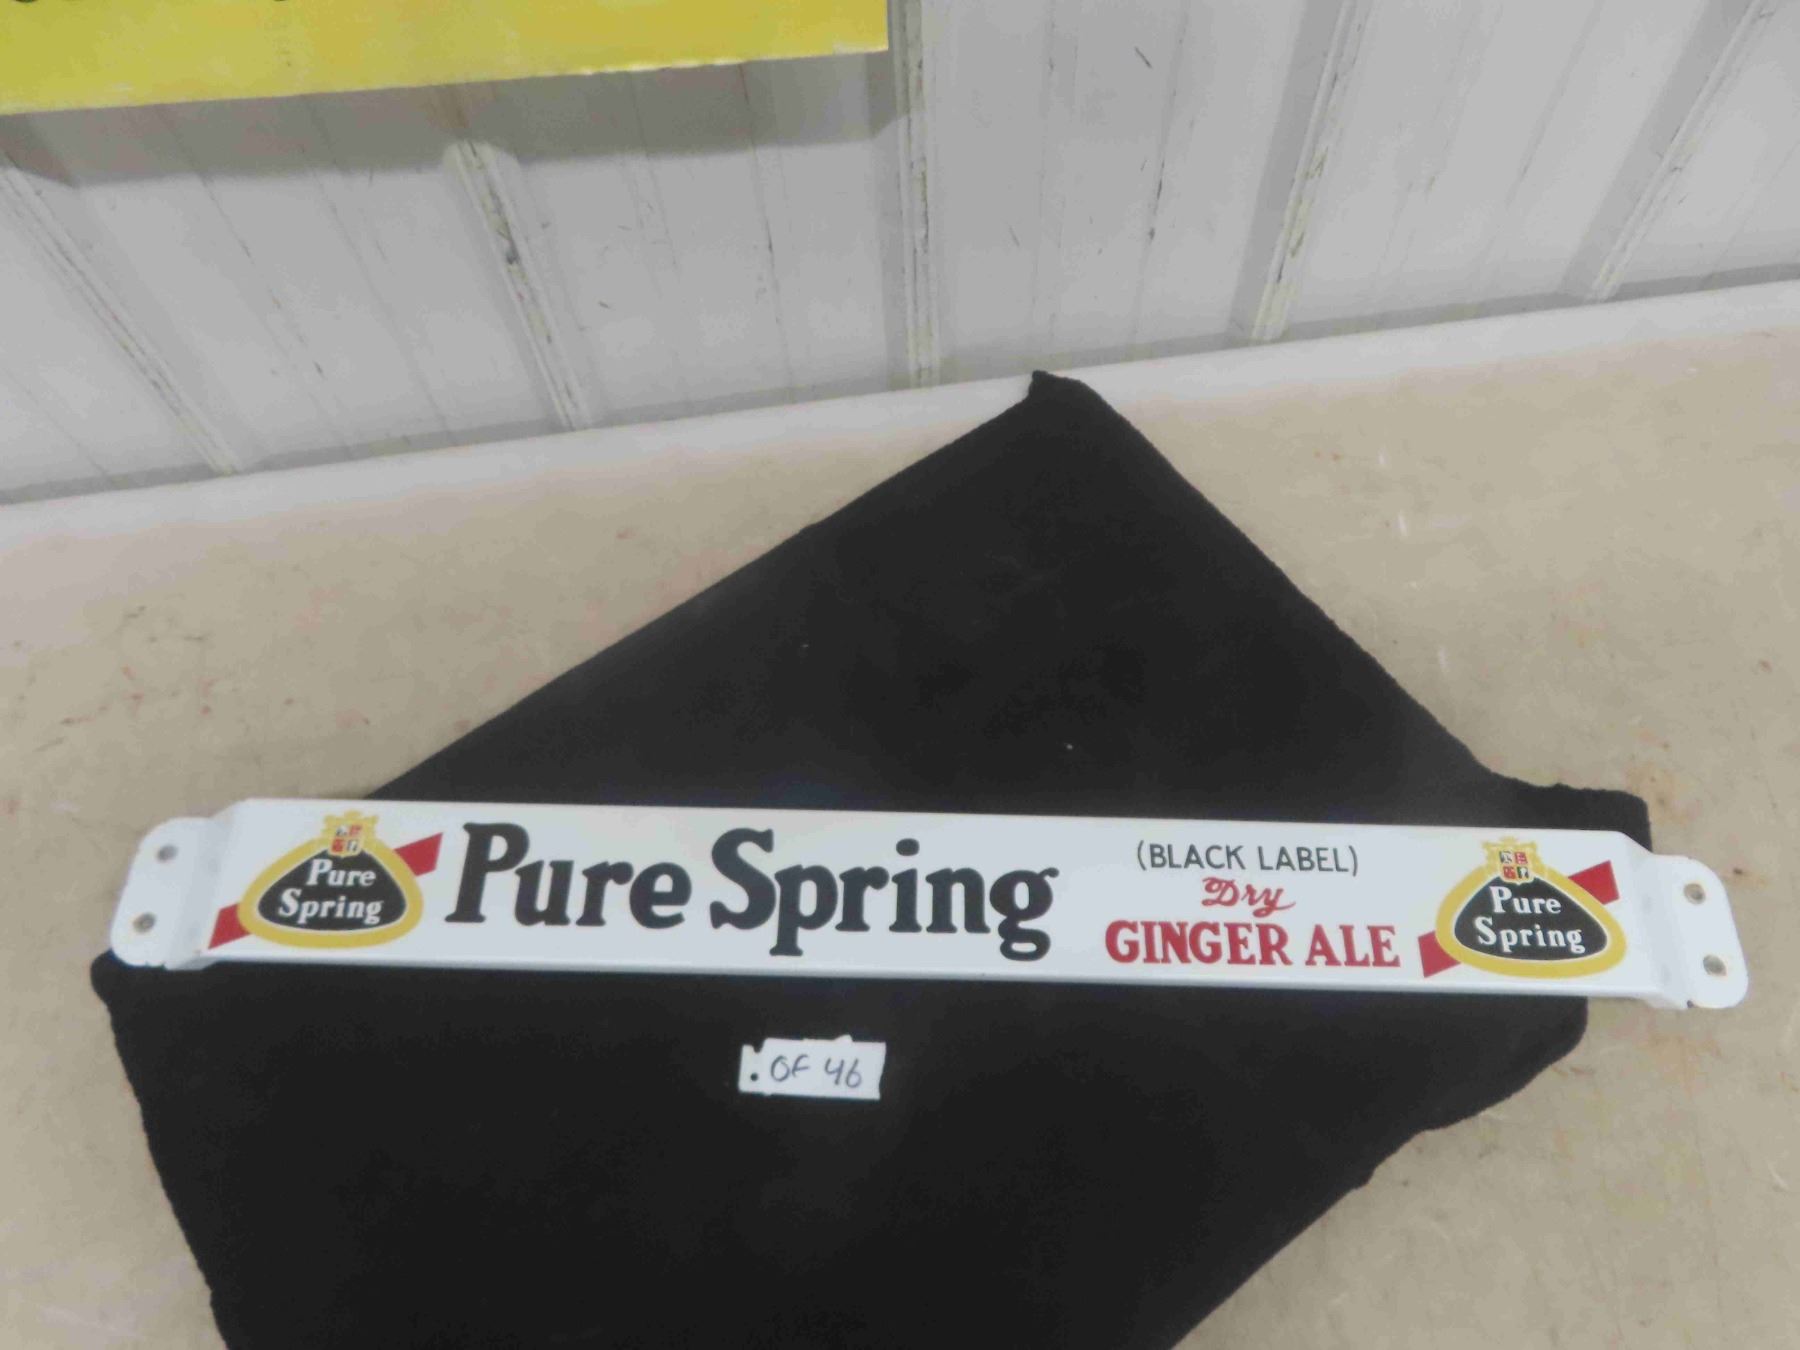 Pure
Spring
Pure Spring
(BLACK LABEL)
Dry
GINGER ALE
Pure
Spring
OF 46